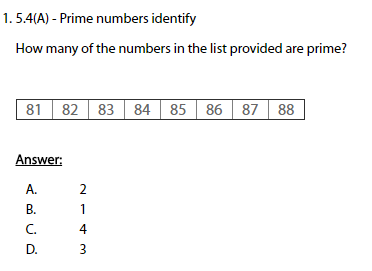 1. 5.4(A) - Prime numbers identify
How many of the numbers in the list provided are prime?
81 82 83 84 85 86 87 88
Answer:
A. 2
B. 1
C. 4
D. 3